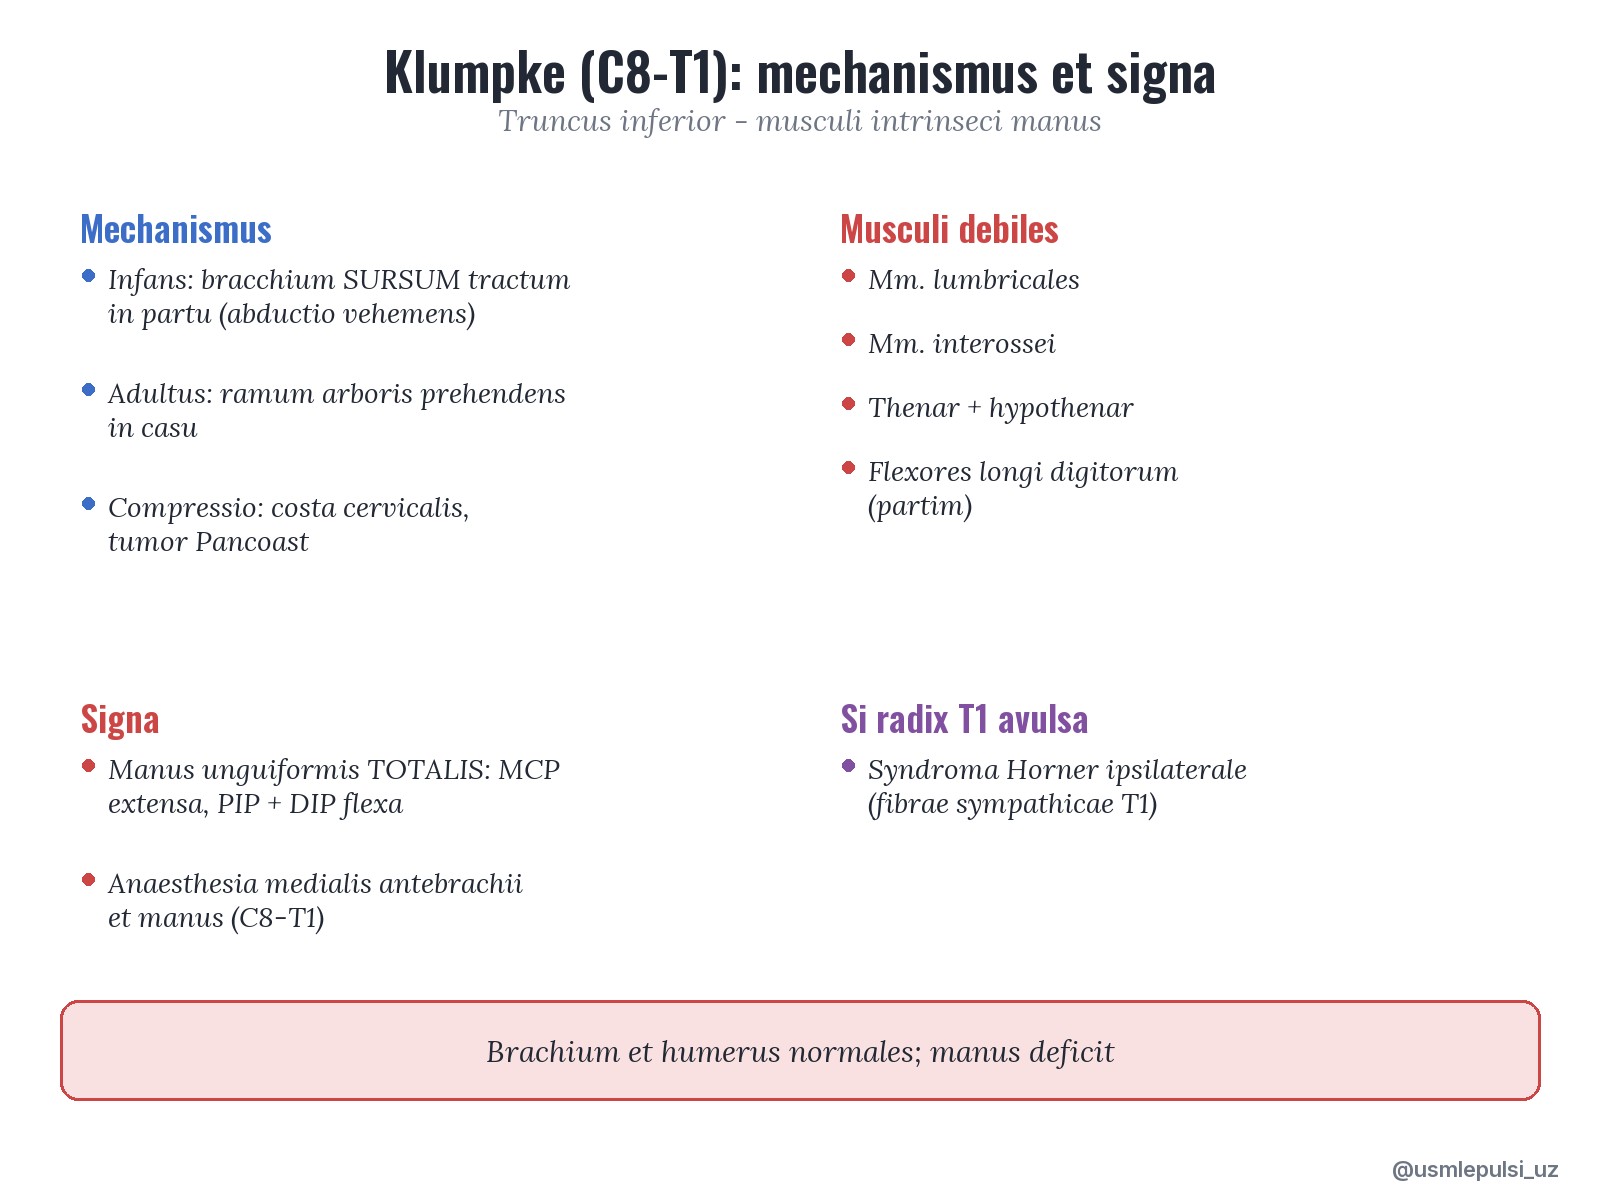 Klumpke (C8-T1): mechanismus et signa
Truncus inferior - musculi intrinseci manus
Mechanismus
Infans: bracchium SURSUM tractum
in partu (abductio vehemens)
Adultus: ramum arboris prehendens
in casu
Compressio: costa cervicalis,
tumor Pancoast
Musculi debiles
Mm. lumbricales
Mm. interossei
Thenar + hypothenar
Flexores longi digitorum
(partim)
Signa
Manus unguiformis TOTALIS: MCP
extensa, PIP + DIP flexa
Anaesthesia medialis antebrachii
et manus (C8-T1)
Si radix T1 avulsa
Syndroma Horner ipsilaterale
(fibrae sympathicae T1)
Brachium et humerus normales; manus deficit
@usmlepulsi_uz